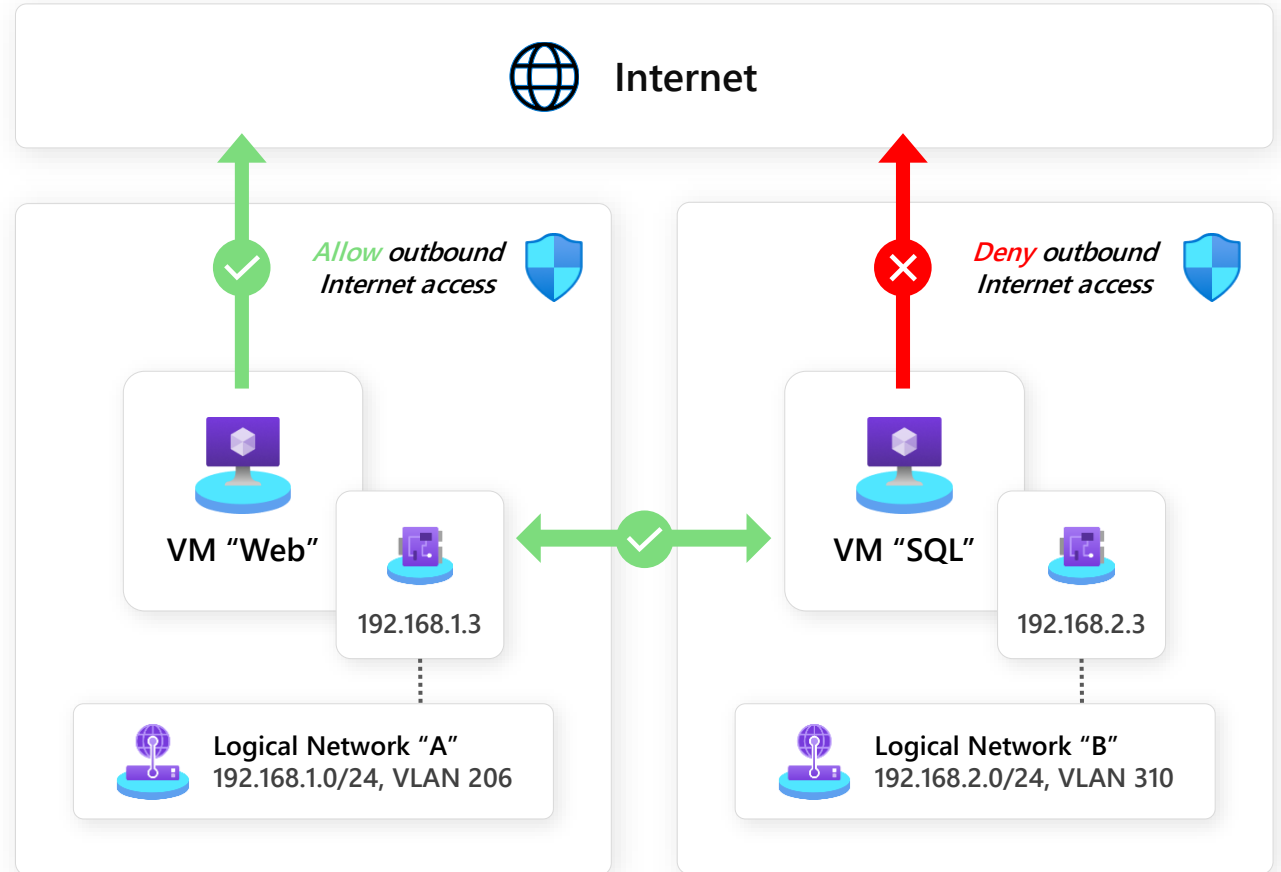 Internet
Allow outbound
Internet access
Deny outbound
Internet access
VM “Web”
192.168.1.3
VM “SQL”
192.168.2.3
Logical Network “A”
192.168.1.0/24, VLAN 206
Logical Network “B”
192.168.2.0/24, VLAN 310